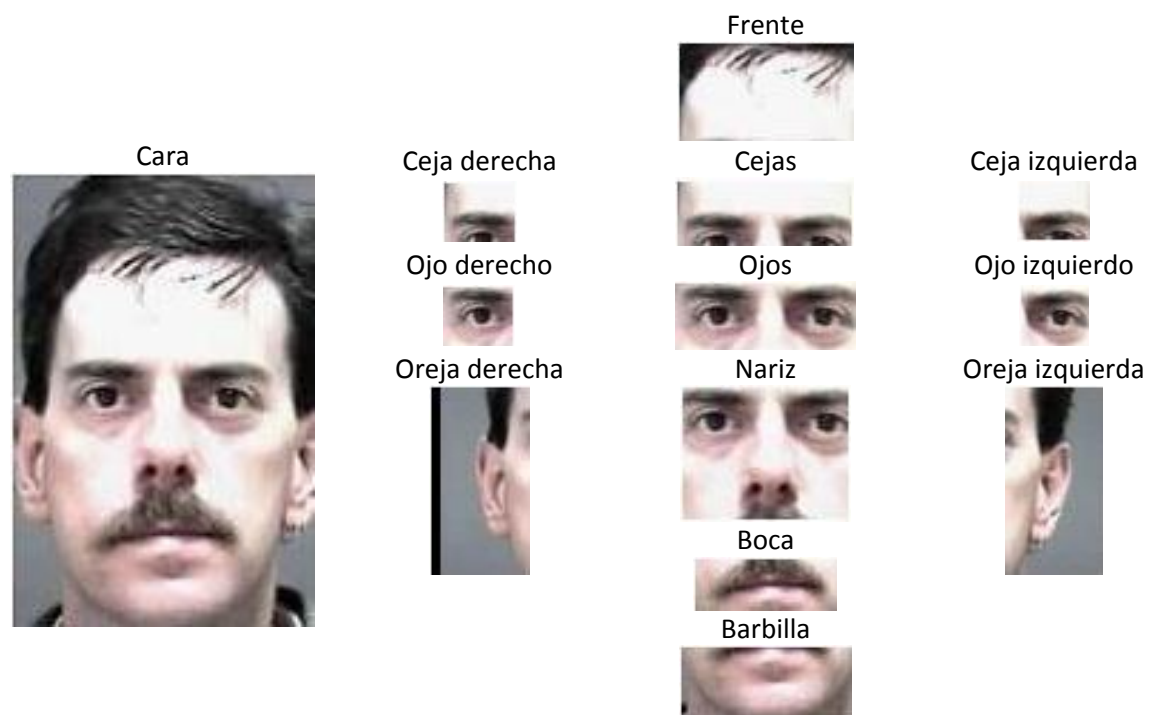 Frente
Cara
Ceja derecha
Cejas
Ceja izquierda
Ojo derecho
Ojos
Ojo izquierdo
Oreja derecha
Nariz
Oreja izquierda
Boca
Barbilla